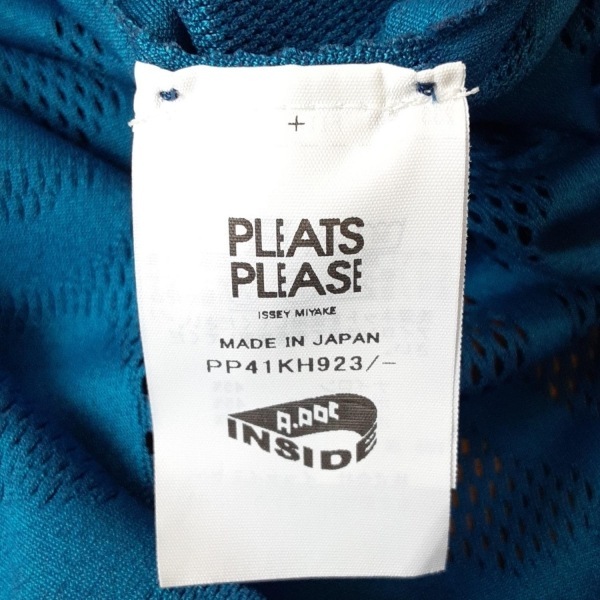 +
PLEATS
PLEASE
ISSEY MIYAKE
MADE IN JAPAN
PP41KH923/-
A.POC
INSIDE